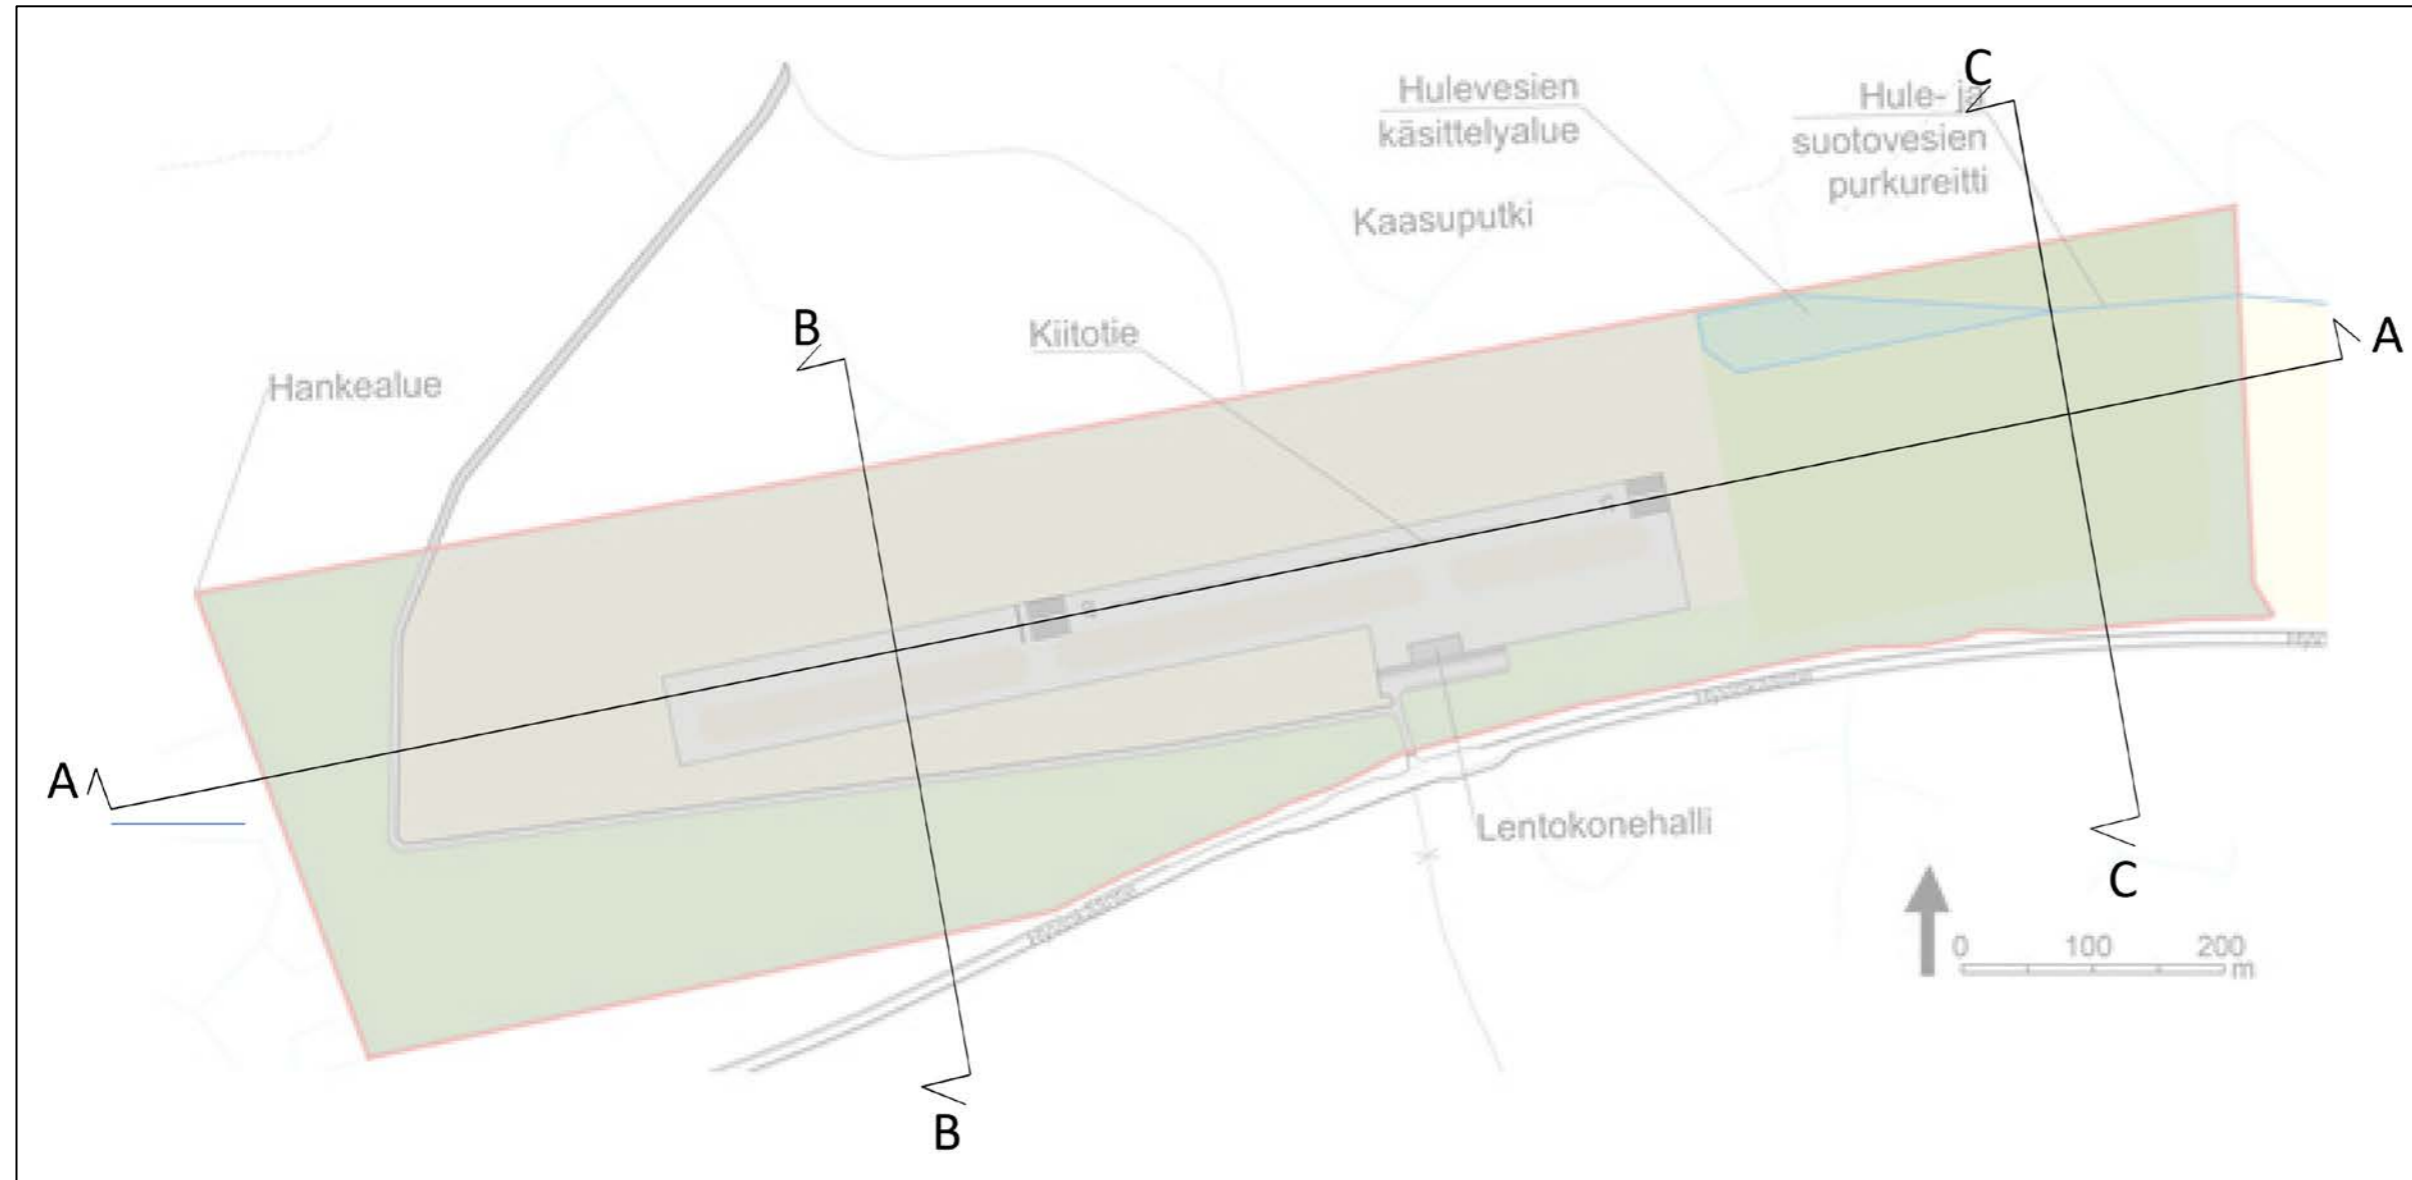 C
Hulevesien
käsittelyalue
Hule- ja
suotovesien
purkureitti
Kaasuputki
B
Kiitotie
A
Hankealue
A
Lentokonehalli
C
0 100 200
m
B